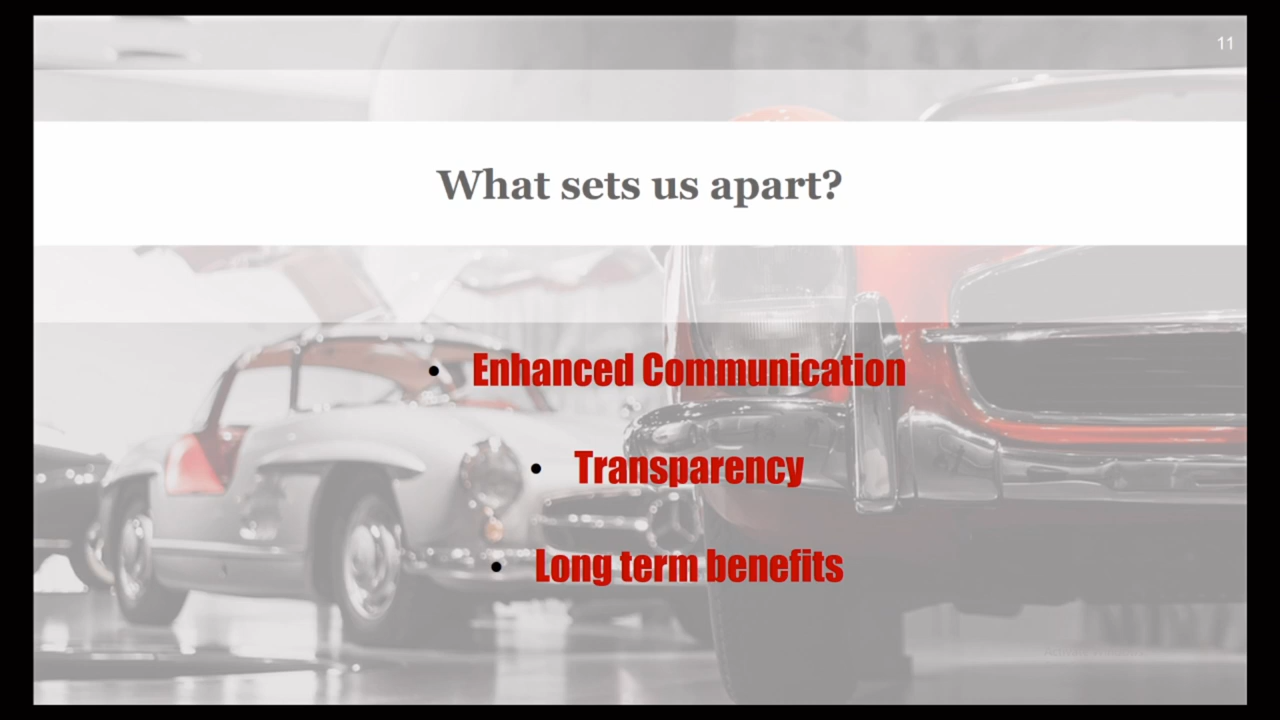 11
What sets us apart?
• Enhanced Communication
• Transparency
• Long term benefits